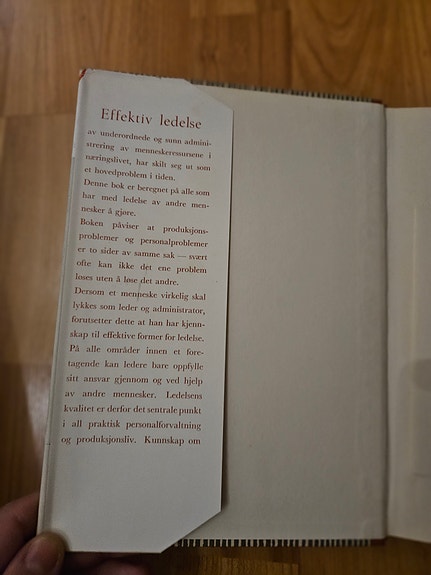 Effektiv ledelse
av underordnede og sunn admini-
strering av menneskeressursene i
næringslivet, har skilt seg ut som
et hovedproblem i tiden.
Denne bok er beregnet på alle som
har med ledelse av andre men-
nesker å gjøre.
Boken påviser at produksjons-
problemer og personalproblemer
er to sider av samme sak — svært
ofte kan ikke det ene problem
løses uten å løse det andre.
Dersom et menneske virkelig skal
lykkes som leder og administrator,
forutsetter dette at han har kjenn-
skap til effektive former for ledelse.
På alle områder innen et fore-
tagende kan ledere bare oppfylle
sitt ansvar gjennom og ved hjelp
av andre mennesker. Ledelsens
kvalitet er derfor det sentrale punkt
i all praktisk personalforvaltning
og produksjonsliv. Kunnskap om